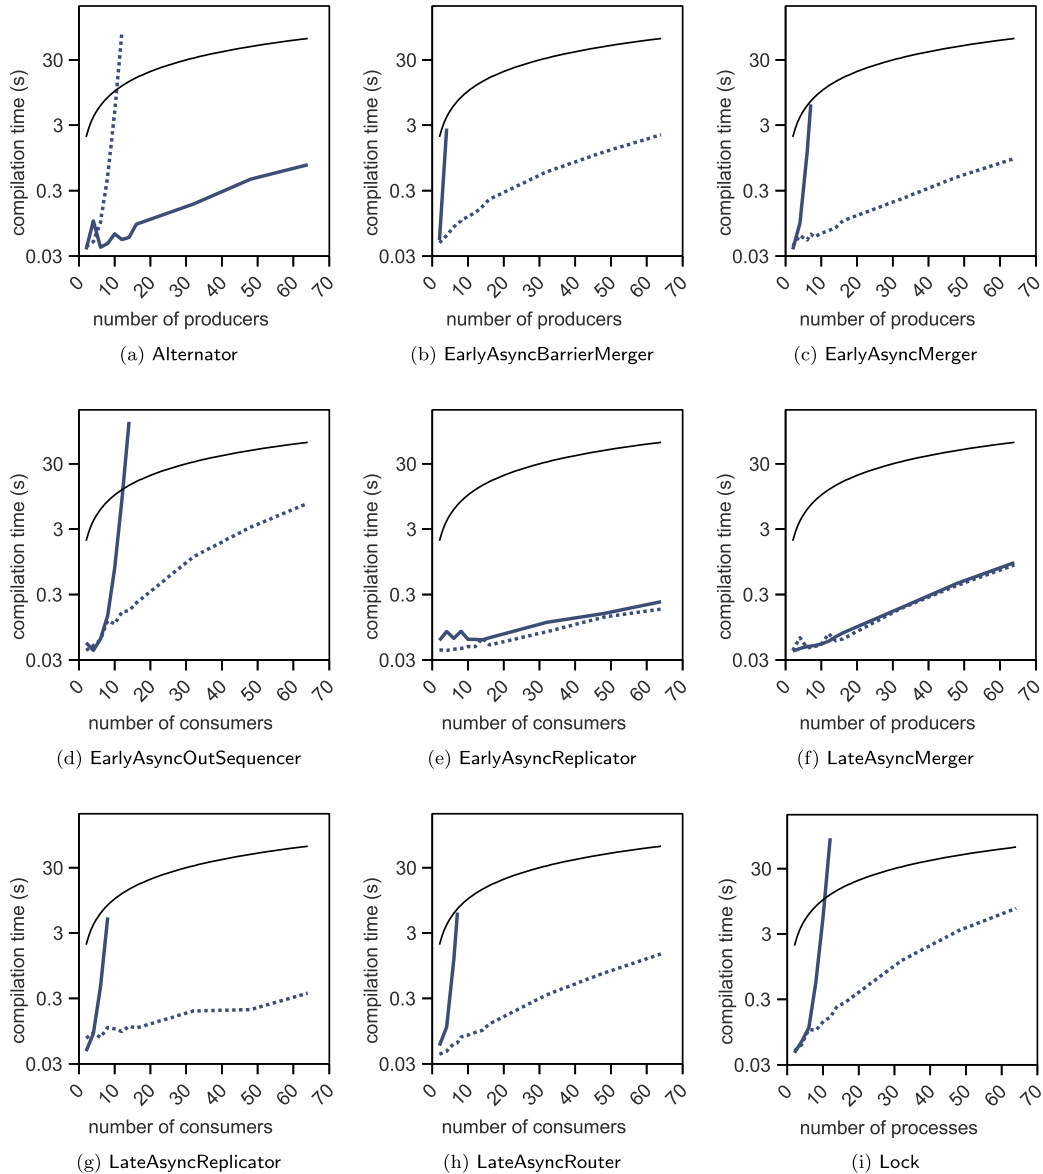 compilation time (s)
30
3
0.3
0.03
0 10 20 30 40 50 60 70
number of producers
(a) Alternator
compilation time (s)
30
3
0.3
0.03
0 10 20 30 40 50 60 70
number of producers
(b) EarlyAsyncBarrierMerger
compilation time (s)
30
3
0.3
0.03
0 10 20 30 40 50 60 70
number of producers
(c) EarlyAsyncMerger
compilation time (s)
30
3
0.3
0.03
0 10 20 30 40 50 60 70
number of consumers
(d) EarlyAsyncOutSequencer
compilation time (s)
30
3
0.3
0.03
0 10 20 30 40 50 60 70
number of consumers
(e) EarlyAsyncReplicator
compilation time (s)
30
3
0.3
0.03
0 10 20 30 40 50 60 70
number of producers
(f) LateAsyncMerger
compilation time (s)
30
3
0.3
0.03
0 10 20 30 40 50 60 70
number of consumers
(g) LateAsyncReplicator
compilation time (s)
30
3
0.3
0.03
0 10 20 30 40 50 60 70
number of consumers
(h) LateAsyncRouter
compilation time (s)
30
3
0.3
0.03
0 10 20 30 40 50 60 70
number of processes
(i) Lock